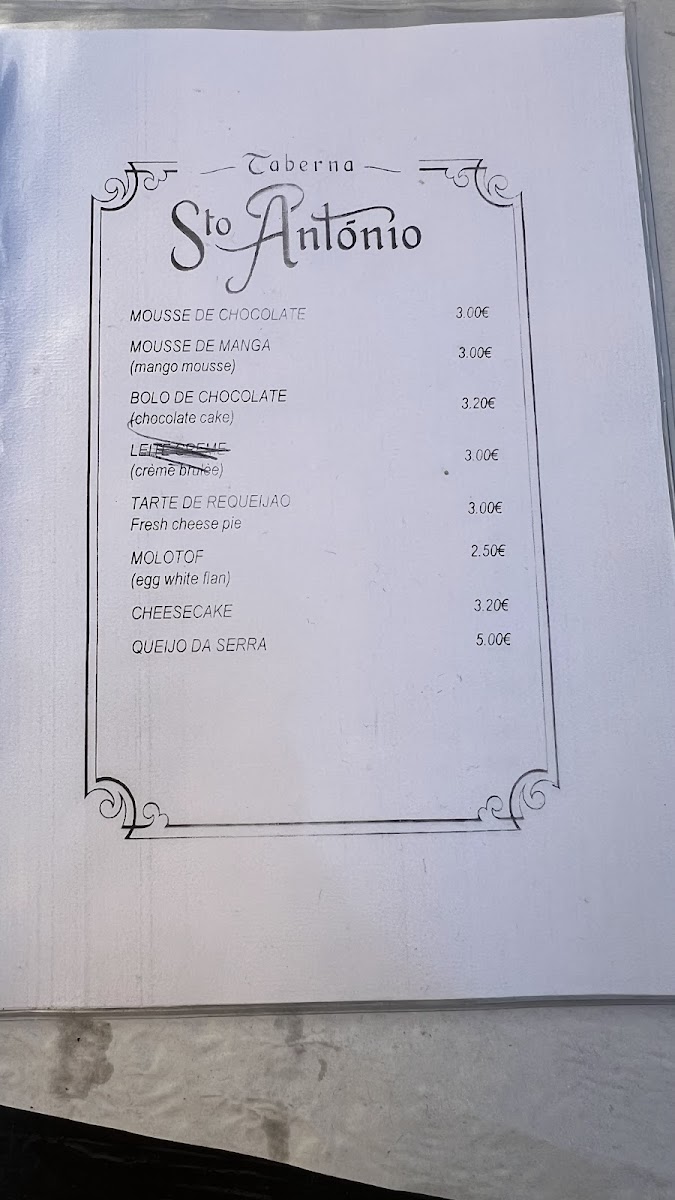 Taberna
Sto António
MOUSSE DE CHOCOLATE 3.00€
MOUSSE DE MANGA 3.00€
(mango mousse)
BOLO DE CHOCOLATE 3.20€
(chocolate cake)
LEITE CREME 3.00€
(crème brulée)
TARTE DE REQUEIJAO 3.00€
Fresh cheese pie
MOLOTOF 2.50€
(egg white flan)
CHEESECAKE 3.20€
QUEIJO DA SERRA 5.00€